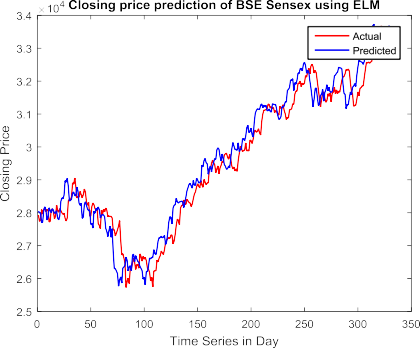 Closing price prediction of BSE Sensex using ELM
3.4 × 10⁴
Actual
Predicted
3.3
3.2
3.1
3
2.9
2.8
2.7
2.6
2.5
Closing Price
0 50 100 150 200 250 300 350
Time Series in Day